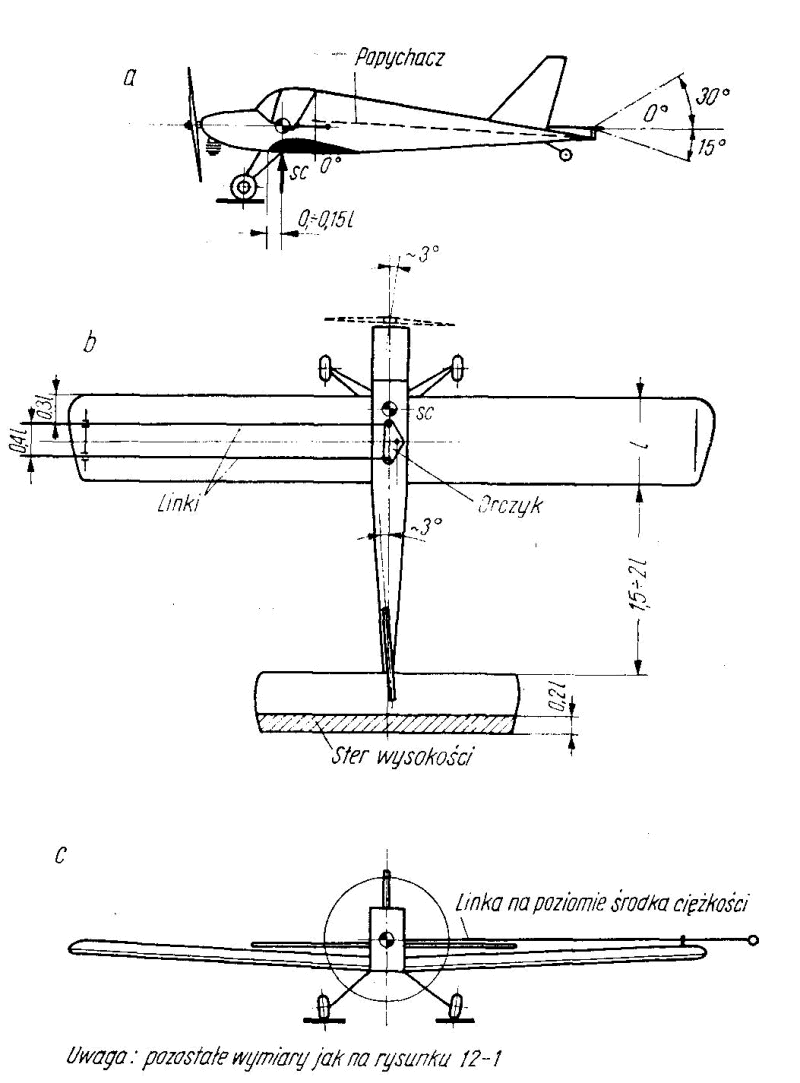 a
Popychacz
30°
0°
15°
sc 0°
0÷0,15l
~3°
b
0,3l
sc
0,4l
l
Linki
Orczyk
~3°
1,5÷2l
0,2l
Ster wysokości
c
Linka na poziomie środka ciężkości
Uwaga: pozostałe wymiary jak na rysunku 12-1